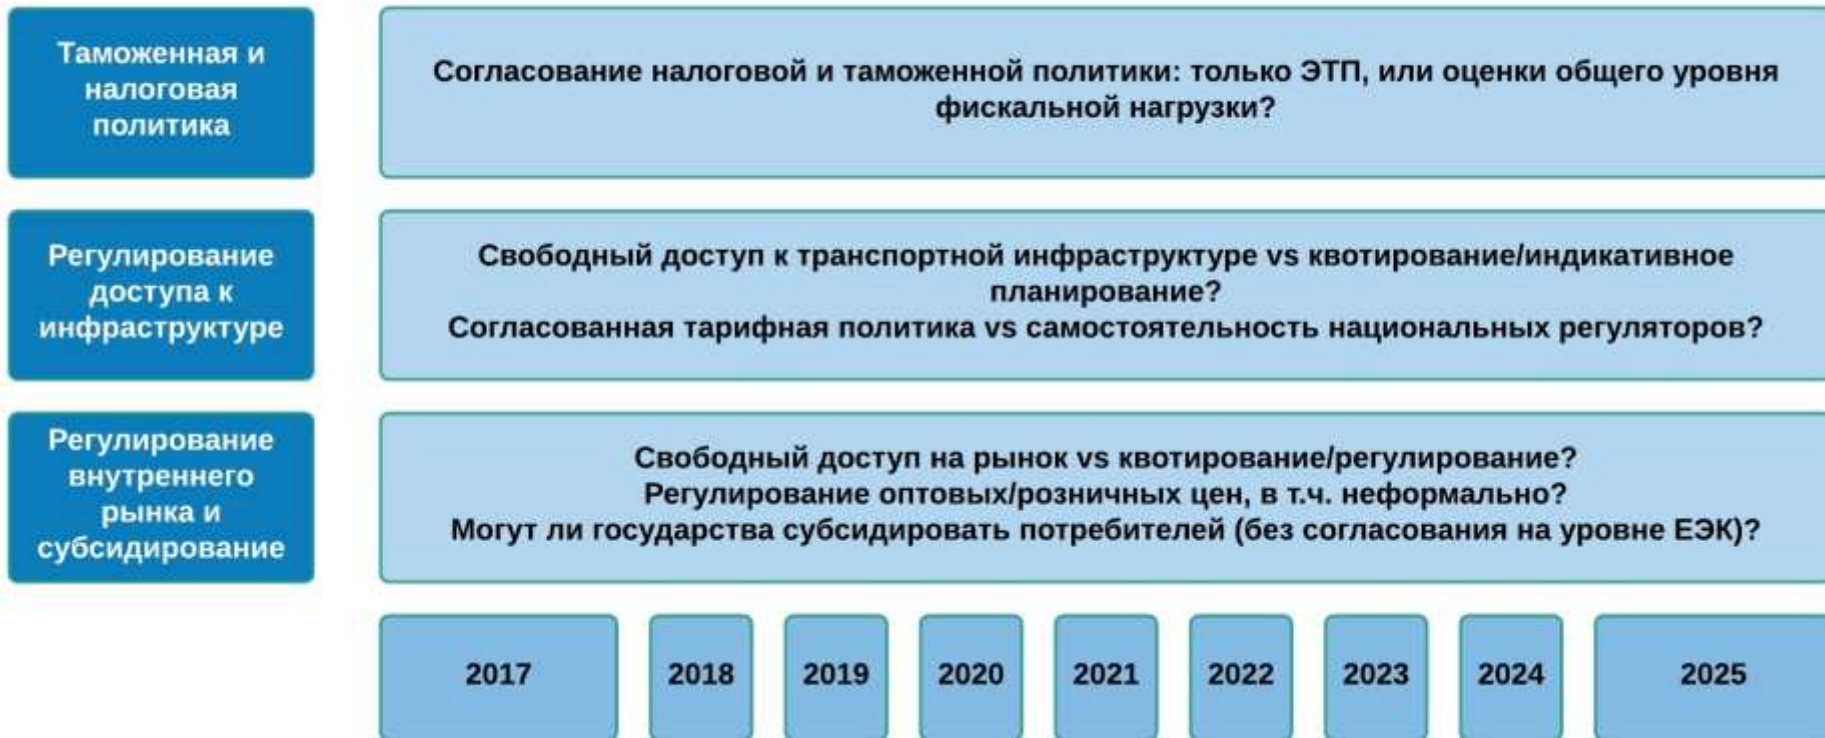 Таможенная и
налоговая
политика
Согласование налоговой и таможенной политики: только ЭТП, или оценки общего уровня
фискальной нагрузки?
Регулирование
доступа к
инфраструктуре
Свободный доступ к транспортной инфраструктуре vs квотирование/индикативное
планирование?
Согласованная тарифная политика vs самостоятельность национальных регуляторов?
Регулирование
внутреннего
рынка и
субсидирование
Свободный доступ на рынок vs квотирование/регулирование?
Регулирование оптовых/розничных цен, в т.ч. неформально?
Могут ли государства субсидировать потребителей (без согласования на уровне ЕЭК)?
2017 2018 2019 2020 2021 2022 2023 2024 2025